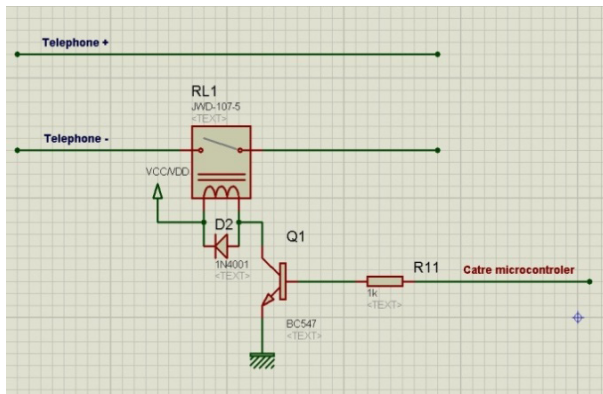 Telephone +
RL1
JWD-107-5
<TEXT>
Telephone -
VCC/VDD
D2
1N4001
<TEXT>
Q1
BC547
<TEXT>
R11
1k
<TEXT>
Catre microcontroler